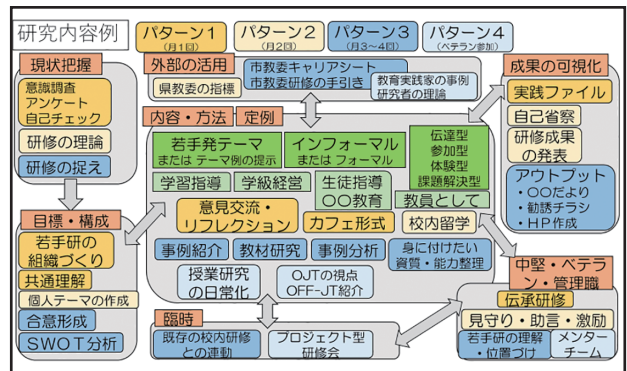 研究内容例
パターン1
(月1回)
パターン2
(月2回)
パターン3
(月3~4回)
パターン4
(ベテラン参加)
現状把握
意識調査
アンケート
自己チェック
研修の理論
研修の捉え
外部の活用
県教委の指標
市教委キャリアシート
市教委研修の手引き
教育実践家の事例
研究者の理論
成果の可視化
実践ファイル
自己省察
研修成果
の発表
アウトプット
・〇〇だより
・勧誘チラシ
・HP作成
内容・方法
定例
若手発テーマ
または テーマ例の提示
インフォーマル
または フォーマル
伝達型
参加型
体験型
課題解決型
学習指導
学級経営
生徒指導
〇〇教育
教員として
意見交流・
リフレクション
カフェ形式
校内留学
事例紹介
教材研究
事例分析
身に付けたい
資質・能力整理
授業研究
の日常化
OJTの視点
OFF-JT紹介
目標・構成
若手研の
組織づくり
共通理解
個人テーマの作成
合意形成
SWOT分析
臨時
既存の校内研修
との連動
プロジェクト型
研修会
中堅・ベテラ
ン・管理職
伝承研修
見守り・助言・激励
若手研の理解
・位置づけ
メンター
チーム